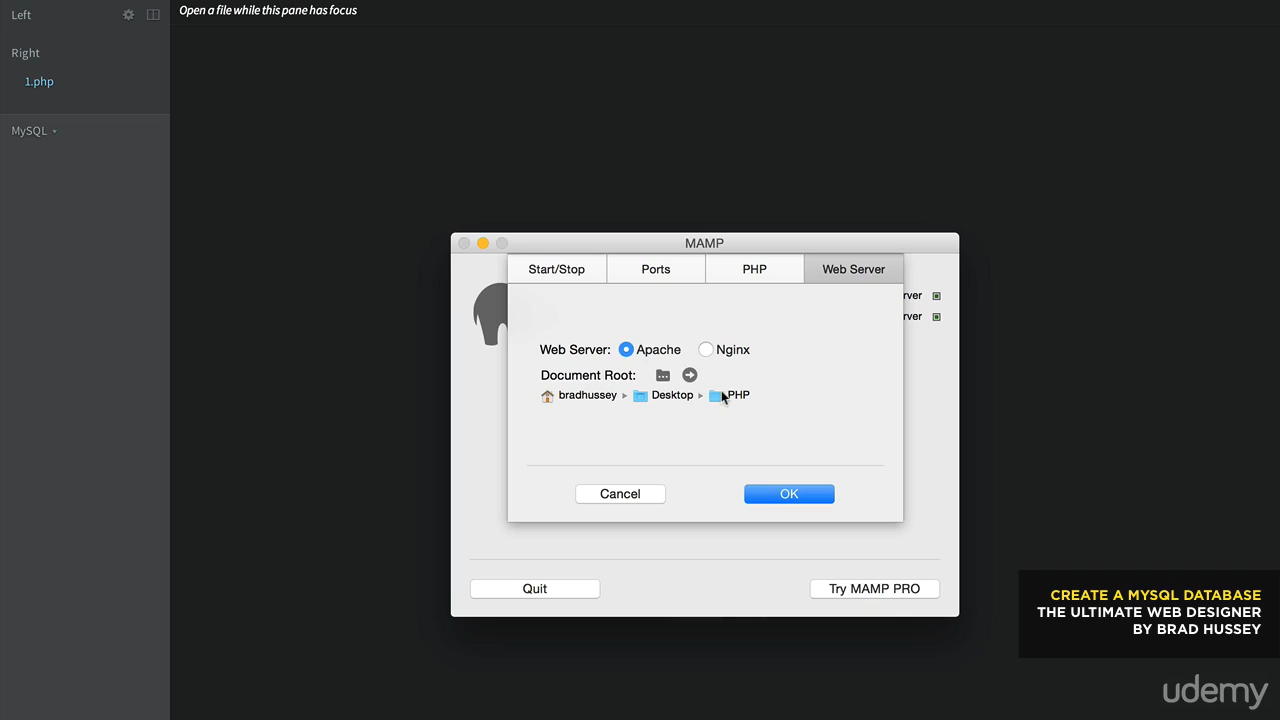 Left
Open a file while this pane has focus
Right
1.php
MySQL
MAMP
Start/Stop Ports PHP Web Server
rver
rver
Web Server: Apache Nginx
Document Root:
bradhussey Desktop PHP
Cancel OK
Quit Try MAMP PRO
CREATE A MYSQL DATABASE
THE ULTIMATE WEB DESIGNER
BY BRAD HUSSEY
udemy